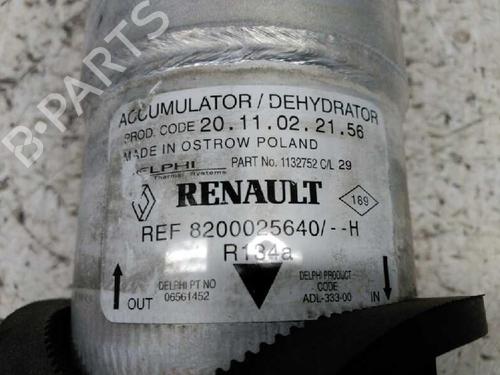 ACCUMULATOR / DEHYDRATOR
PROD. CODE 20.11.02.21.56
MADE IN OSTROW POLAND
DELPHI PART No. 1132752 C/L 29
Thermal Systems
RENAULT 169
REF 8200025640/--H
R134a
OUT
DELPHI PT NO
06561452
DELPHI PRODUCT
CODE
ADL-333-00
IN
B-PARTS